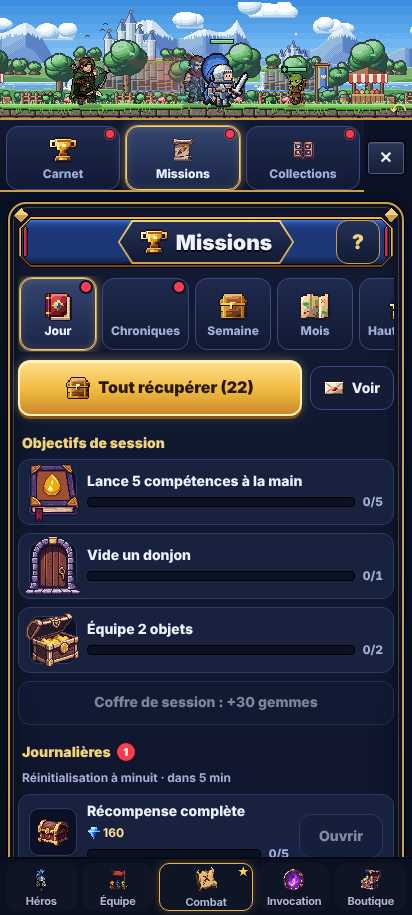 Carnet
Missions
Collections
✕
Missions
?
Jour
Chroniques
Semaine
Mois
Haut
Tout récupérer (22)
Voir
Objectifs de session
Lance 5 compétences à la main
0/5
Vide un donjon
0/1
Équipe 2 objets
0/2
Coffre de session : +30 gemmes
Journalières 1
Réinitialisation à minuit · dans 5 min
Récompense complète
160
Ouvrir
0/5
Héros
Équipe
Combat
Invocation
Boutique